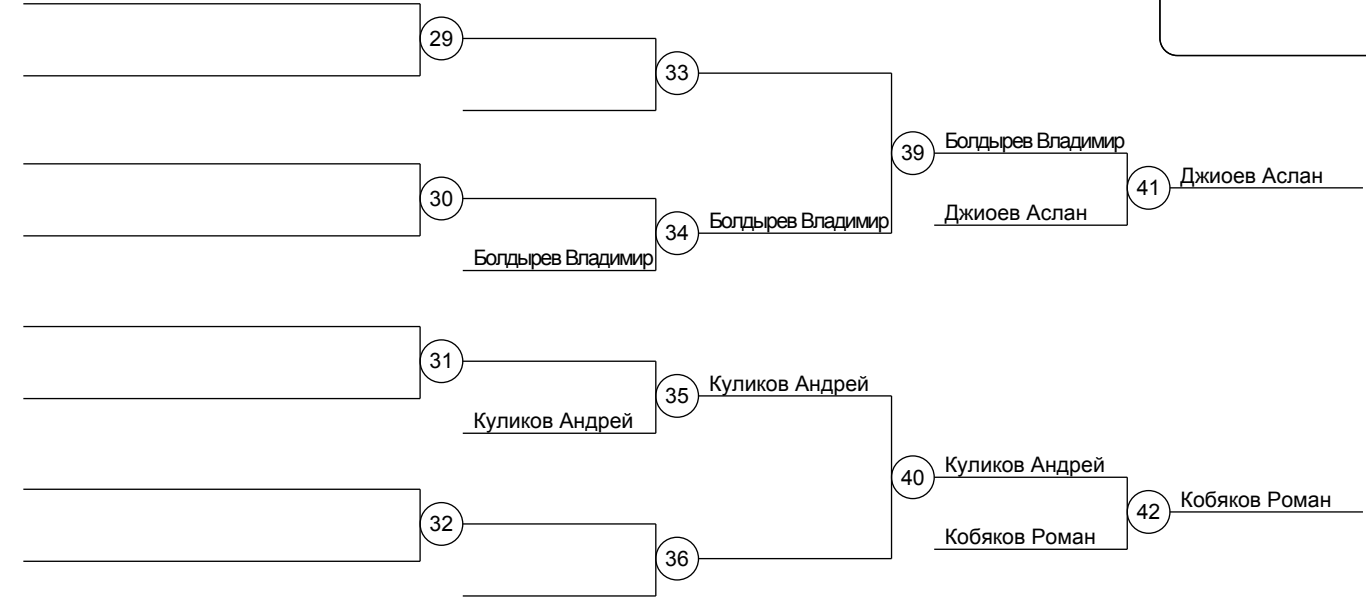 29
33
Болдырев Владимир
39
30
Джиоев Аслан
41
Болдырев Владимир
34
Джиоев Аслан
Болдырев Владимир
31
Куликов Андрей
35
Куликов Андрей
Куликов Андрей
40
Кобяков Роман
32
42
Кобяков Роман
36